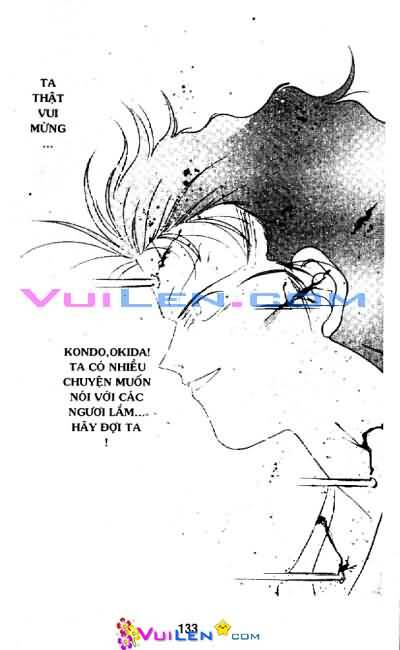 TA
THẬT
VUI
MỪNG
...
VUILEN.COM
KONDO,OKIDA!
TA CÓ NHIỀU
CHUYỆN MUỐN
NÓI VỚI CÁC
NGƯƠI LẮM...
HÃY ĐỢI TA
!
133
VUILEN.COM